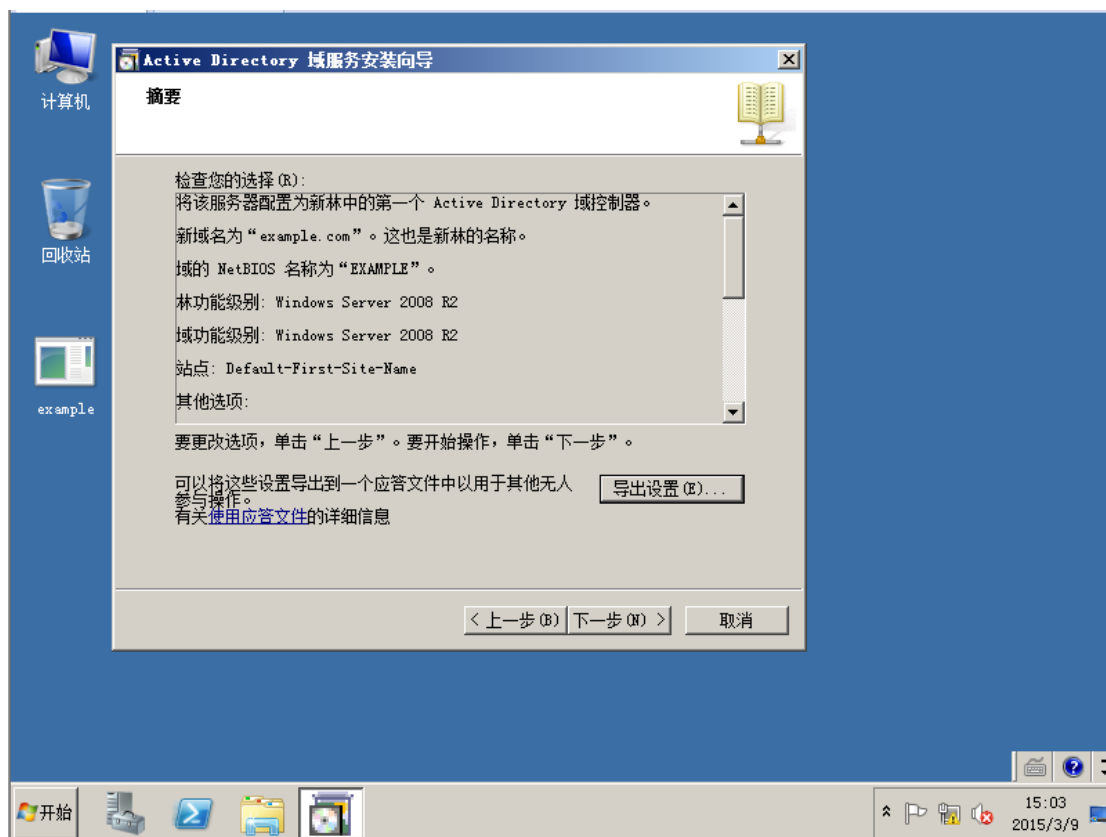 Active Directory 域服务安装向导
摘要
计算机
回收站
example
检查您的选择(R):
将该服务器配置为新林中的第一个 Active Directory 域控制器。
新域名为“example.com”。这也是新林的名称。
域的 NetBIOS 名称为“EXAMPLE”。
林功能级别: Windows Server 2008 R2
域功能级别: Windows Server 2008 R2
站点: Default-First-Site-Name
其他选项:
要更改选项，单击“上一步”。要开始操作，单击“下一步”。
可以将这些设置导出到一个应答文件中以用于其他无人
参与操作。
导出设置(E)...
有关使用应答文件的详细信息
< 上一步(B)
下一步(N) >
取消
开始
15:03
2015/3/9